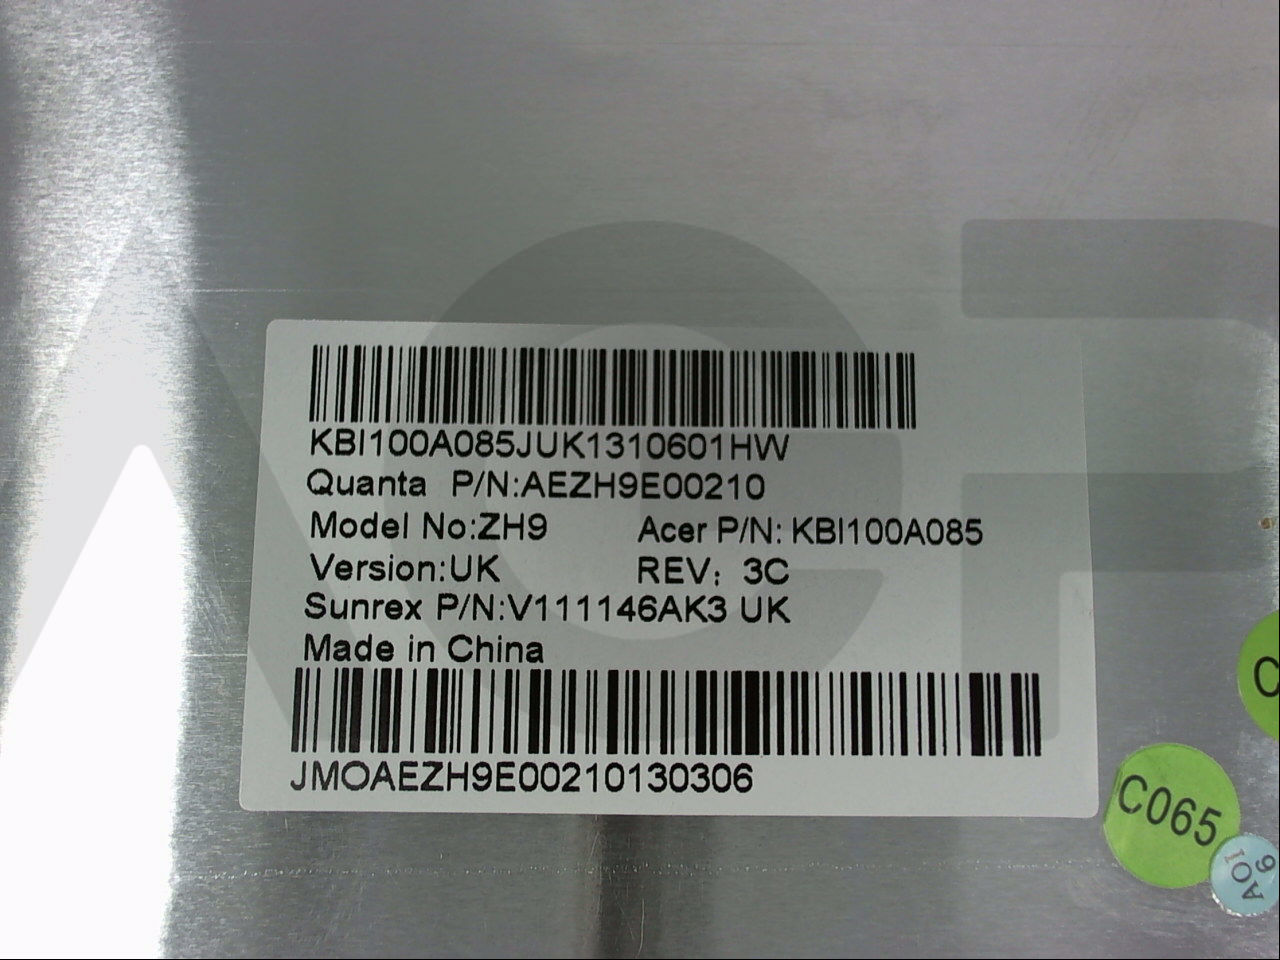 KBI100A085JUK1310601HW
Quanta P/N:AEZH9E00210
Model No:ZH9 Acer P/N: KBI100A085
Version:UK REV: 3C
Sunrex P/N:V111146AK3 UK
Made in China
JMOAEZH9E00210130306
C065
AOI